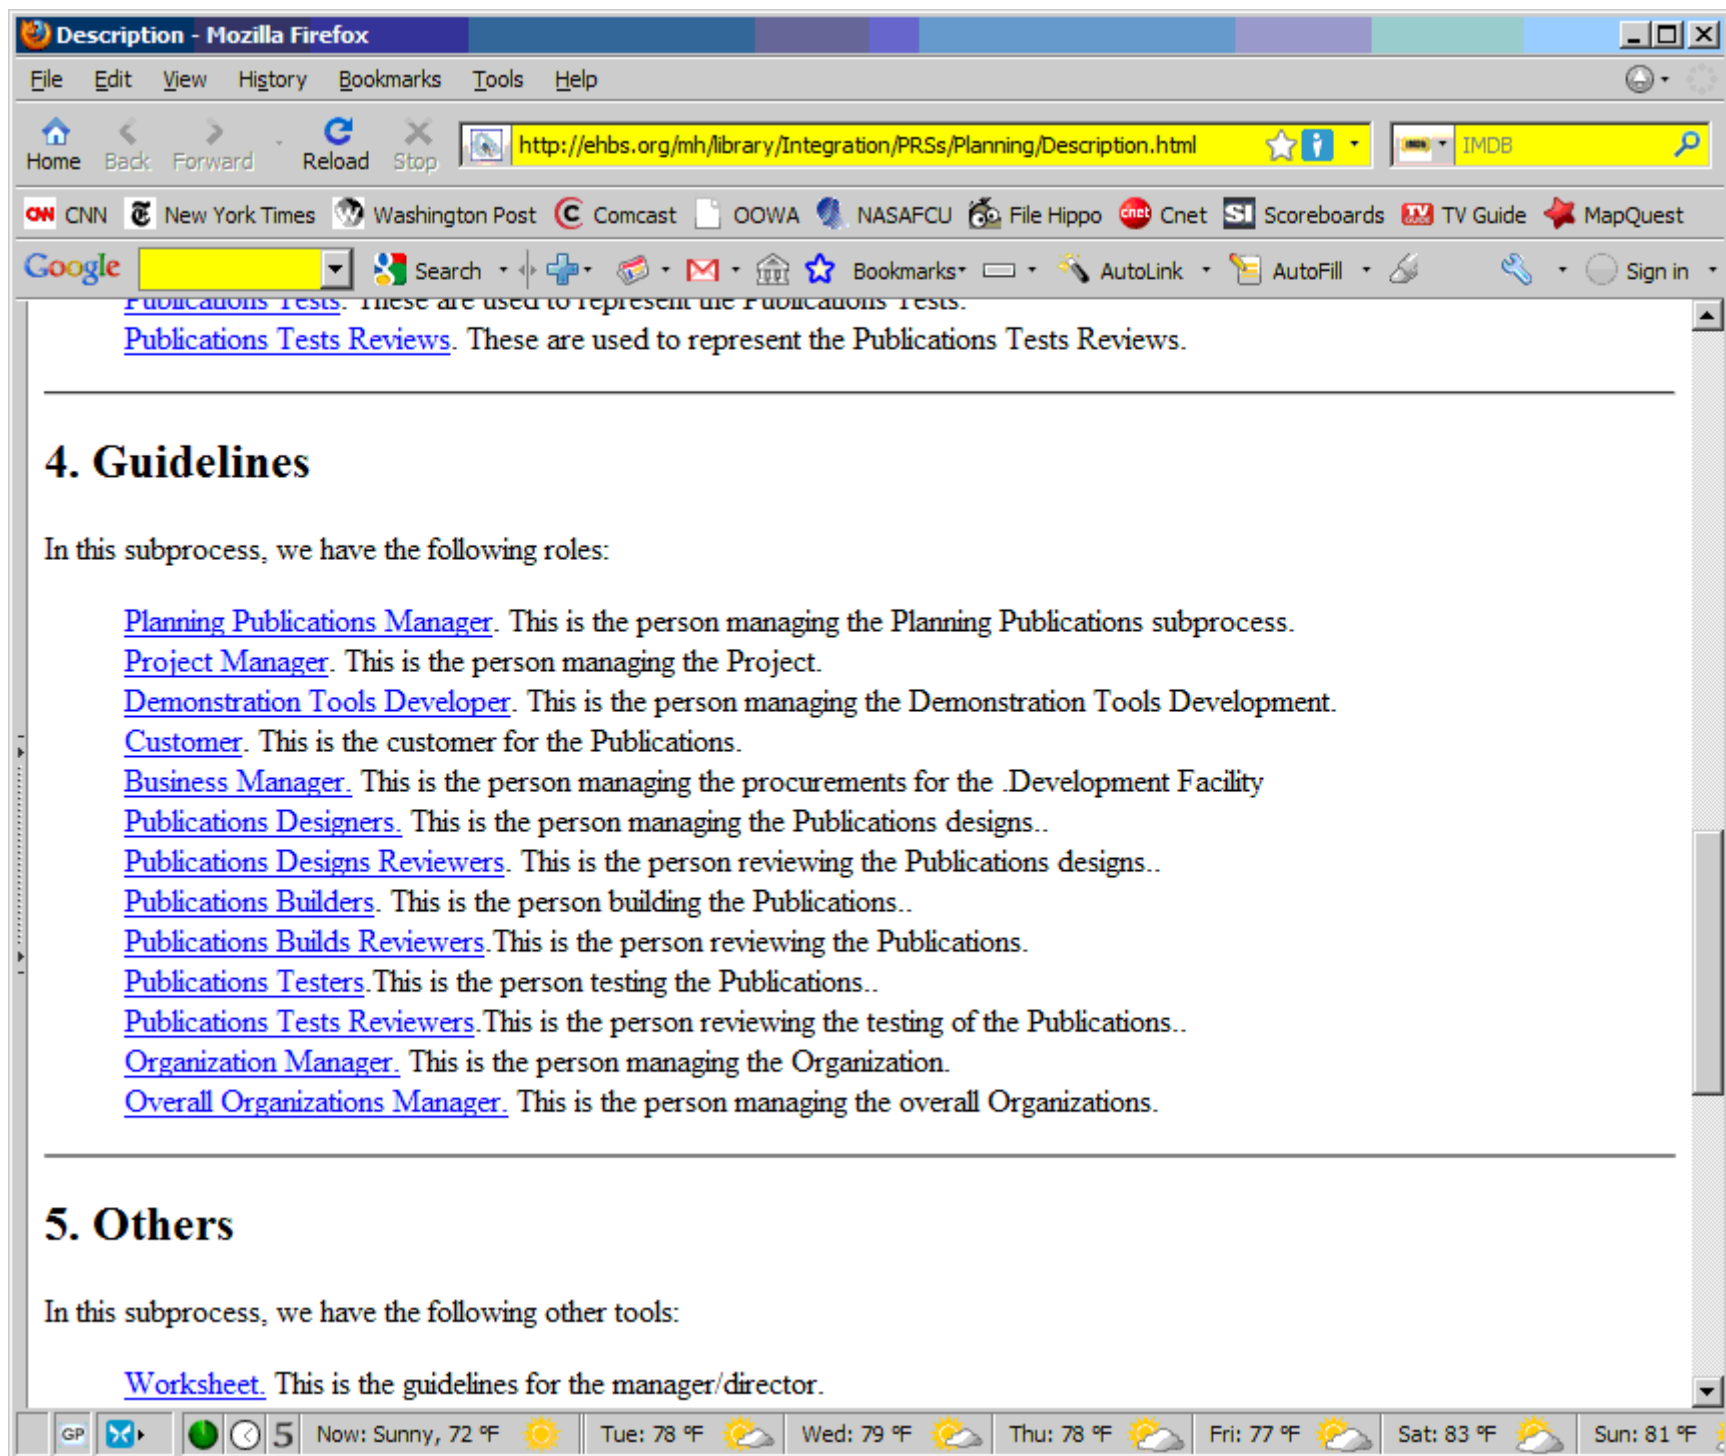 Description - Mozilla Firefox
File Edit View History Bookmarks Tools Help
Home Back Forward Reload Stop http://ehbs.org/mh/library/Integration/PRSs/Planning/Description.html IMDB
CNN New York Times Washington Post Comcast OOWA NASAFCU File Hippo Cnet Scoreboards TV Guide MapQuest
Google Search Bookmarks AutoLink AutoFill Sign in
Publications Tests. These are used to represent the Publications Tests.
Publications Tests Reviews. These are used to represent the Publications Tests Reviews.
4. Guidelines
In this subprocess, we have the following roles:
Planning Publications Manager. This is the person managing the Planning Publications subprocess.
Project Manager. This is the person managing the Project.
Demonstration Tools Developer. This is the person managing the Demonstration Tools Development.
Customer. This is the customer for the Publications.
Business Manager. This is the person managing the procurements for the .Development Facility
Publications Designers. This is the person managing the Publications designs..
Publications Designs Reviewers. This is the person reviewing the Publications designs..
Publications Builders. This is the person building the Publications..
Publications Builds Reviewers.This is the person reviewing the Publications.
Publications Testers.This is the person testing the Publications..
Publications Tests Reviewers.This is the person reviewing the testing of the Publications..
Organization Manager. This is the person managing the Organization.
Overall Organizations Manager. This is the person managing the overall Organizations.
5. Others
In this subprocess, we have the following other tools:
Worksheet. This is the guidelines for the manager/director.
GP 5 Now: Sunny, 72 °F Tue: 78 °F Wed: 79 °F Thu: 78 °F Fri: 77 °F Sat: 83 °F Sun: 81 °F